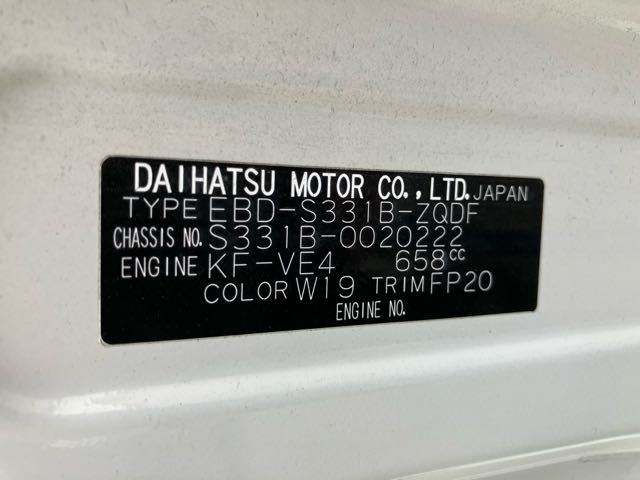 DAIHATSU MOTOR CO., LTD. JAPAN
TYPE EBD-S331B-ZQDF
CHASSIS NO. S331B-0020222
ENGINE KF-VE4 658cc
COLOR W19 TRIM FP20
ENGINE NO.